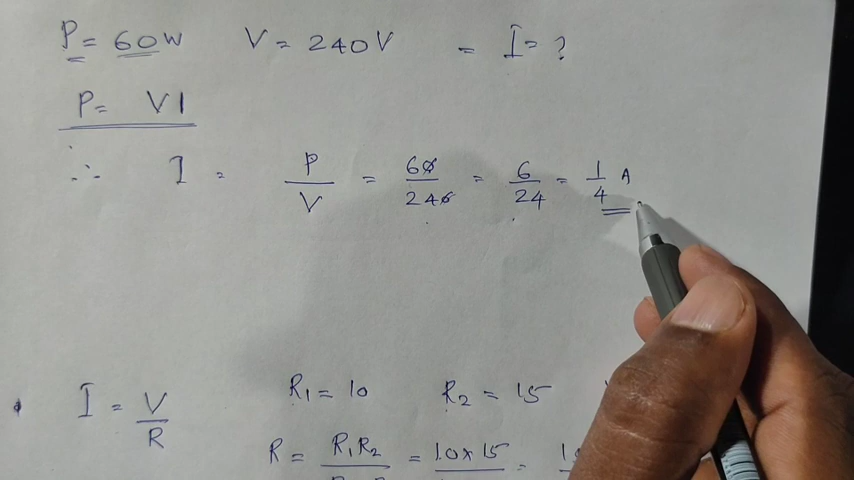 P = 60W V = 240V = I = ?
P = VI
∴ I = P/V = 60/240 = 6/24 = 1/4 A
I = V/R R₁ = 10 R₂ = 15
R = R₁R₂ = 10×15 =